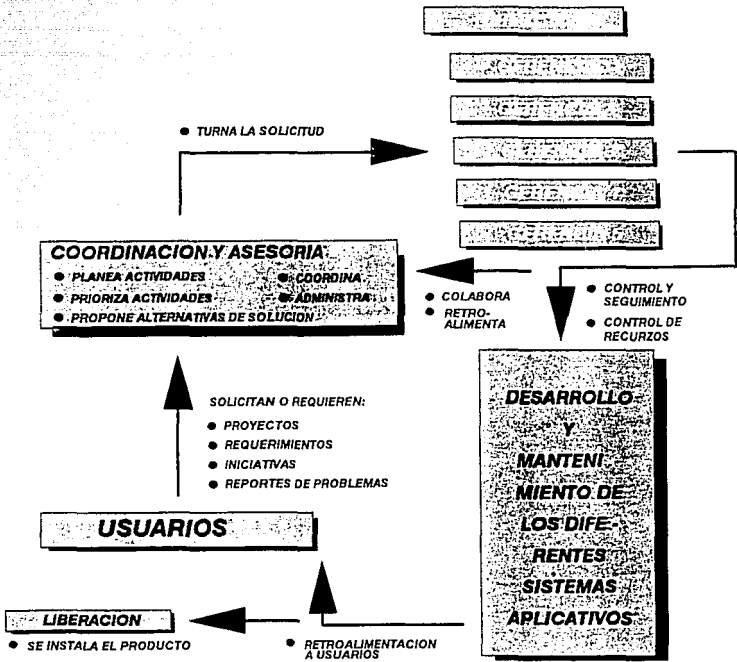 ● TURNA LA SOLICITUD
COORDINACION Y ASESORIA
● PLANEA ACTIVIDADES
● COORDINA
● PRIORIZA ACTIVIDADES
● ADMINISTRA
● PROPONE ALTERNATIVAS DE SOLUCION
● COLABORA
● RETRO-
ALIMENTA
● CONTROL Y
SEGUIMIENTO
● CONTROL DE
RECURZOS
SOLICITAN O REQUIEREN:
● PROYECTOS
● REQUERIMIENTOS
● INICIATIVAS
● REPORTES DE PROBLEMAS
DESARROLLO
Y
MANTENI
MIENTO DE
LOS DIFE-
RENTES
SISTEMAS
APLICATIVOS
USUARIOS
LIBERACION
● SE INSTALA EL PRODUCTO
● RETROALIMENTACION
A USUARIOS